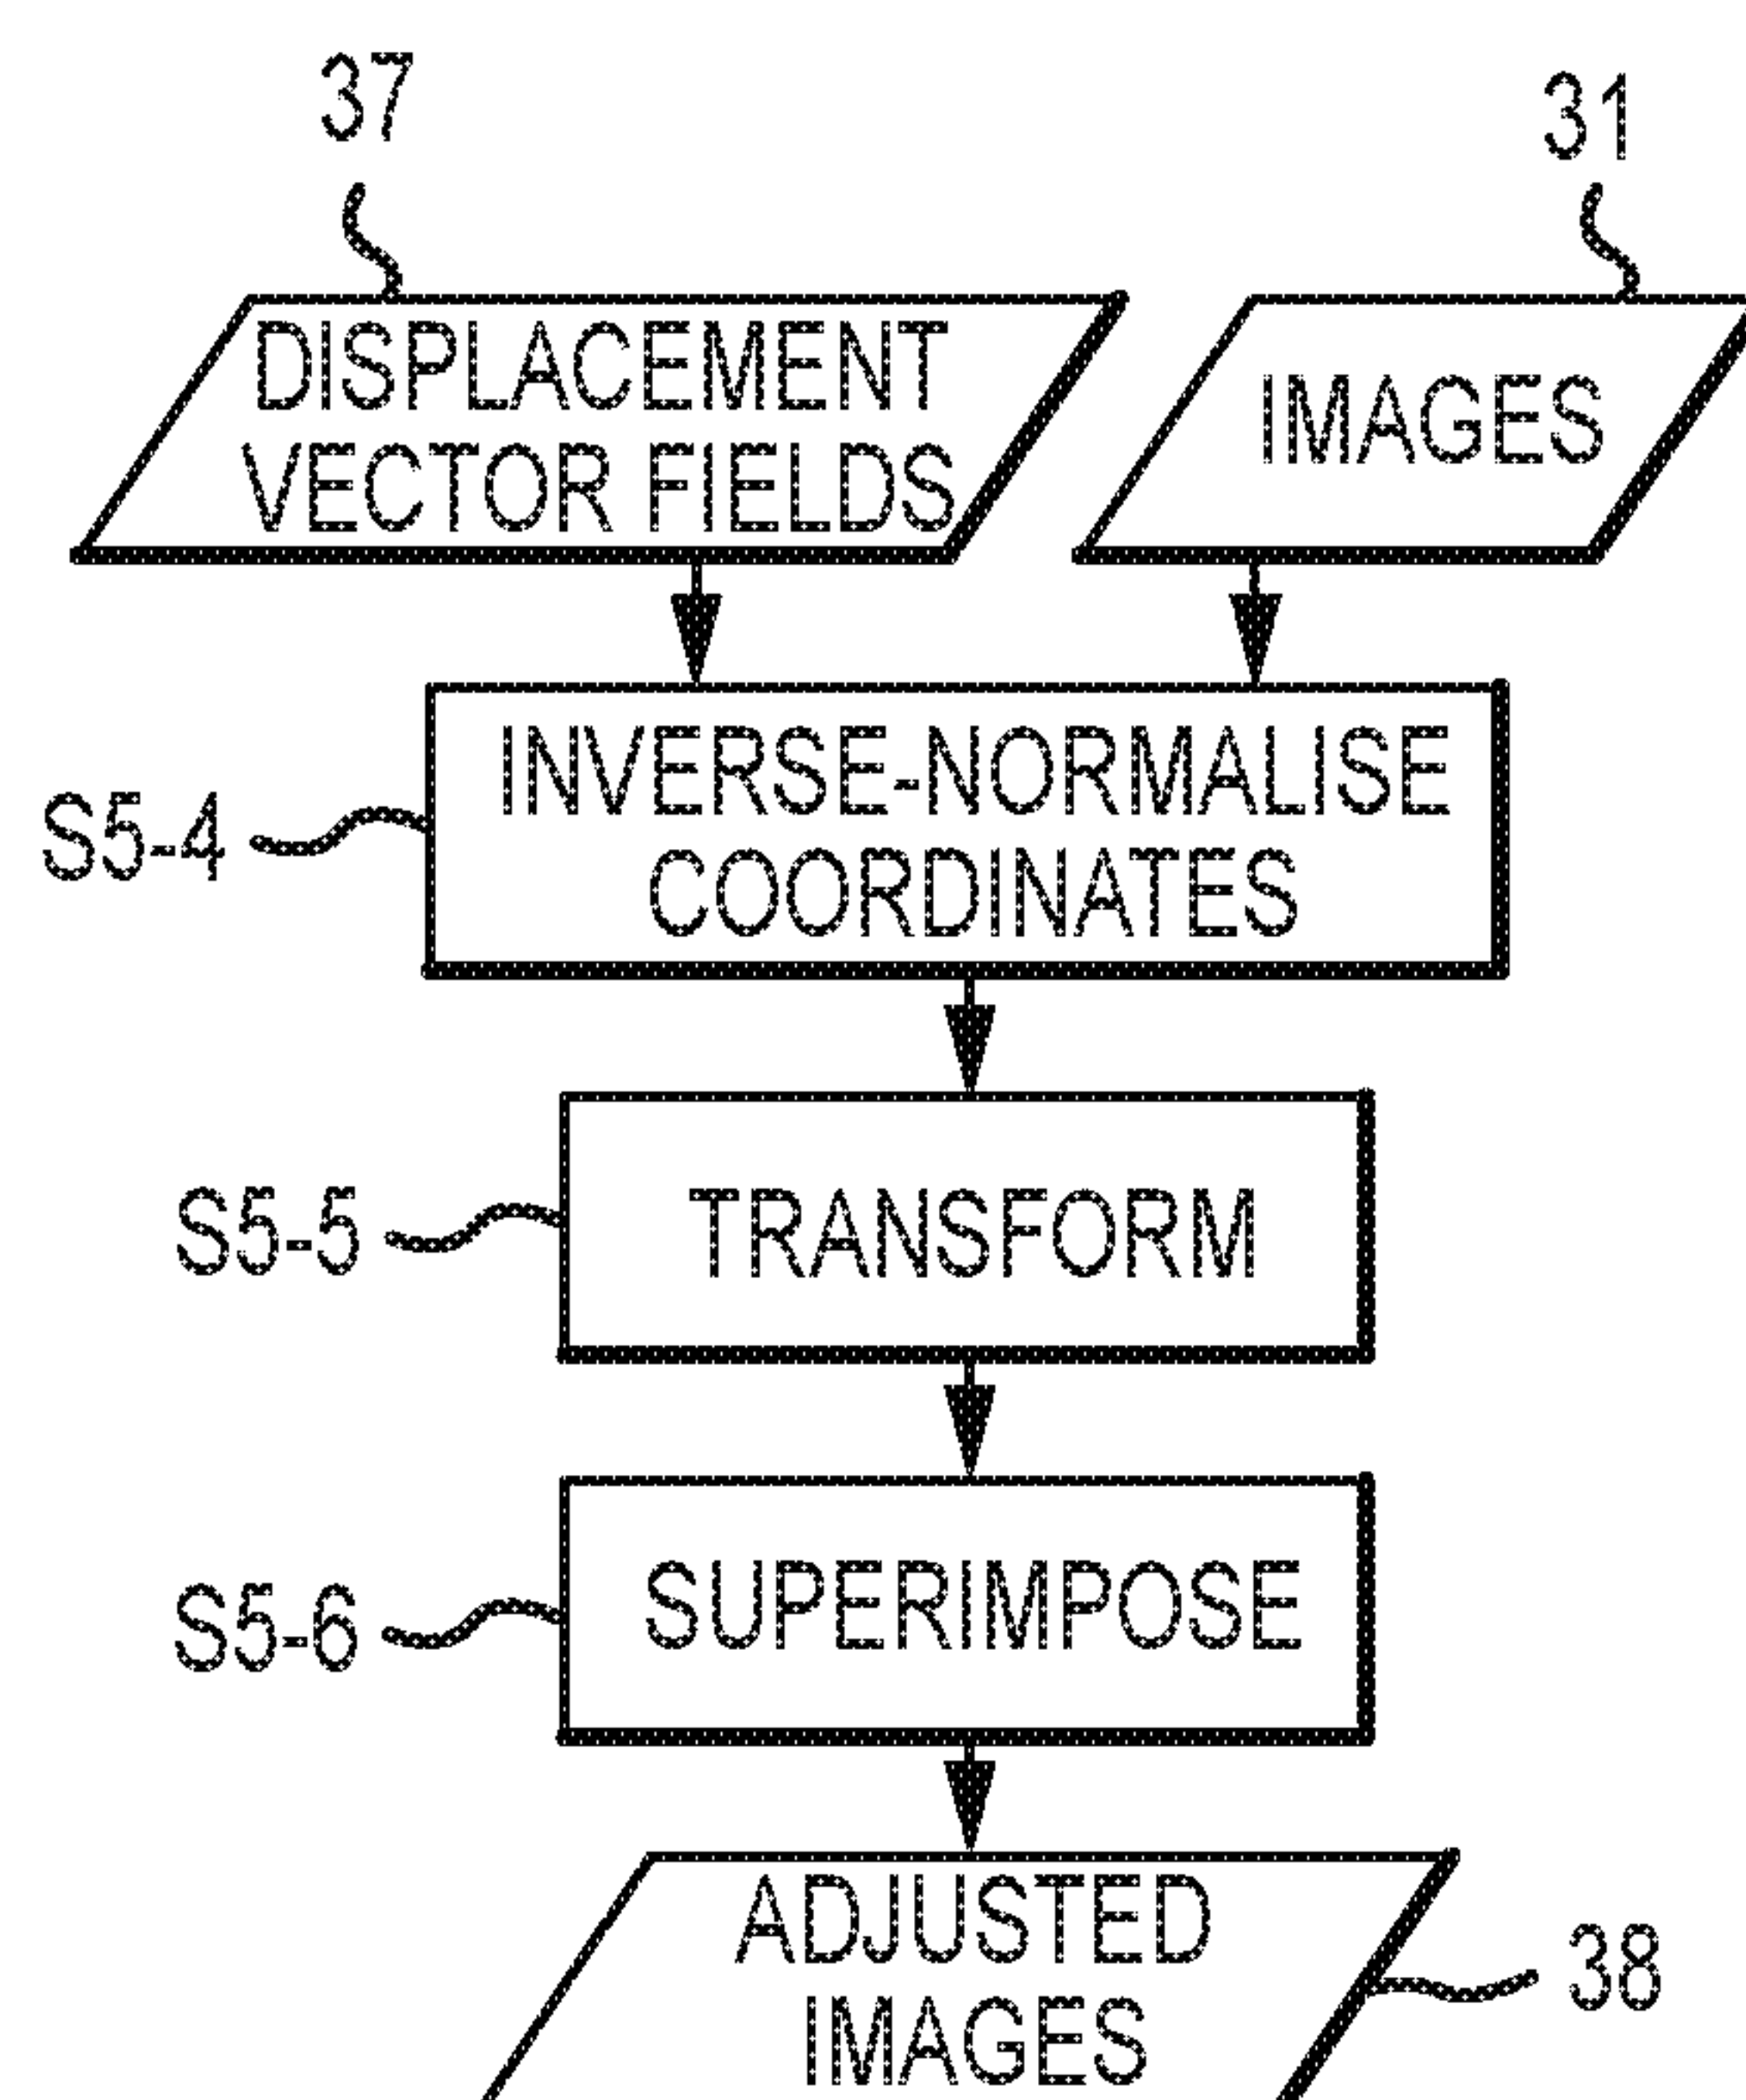 37
31
DISPLACEMENT
VECTOR FIELDS
IMAGES
INVERSE-NORMALISE
COORDINATES
S5-4
TRANSFORM
S5-5
SUPERIMPOSE
S5-6
ADJUSTED
IMAGES
38